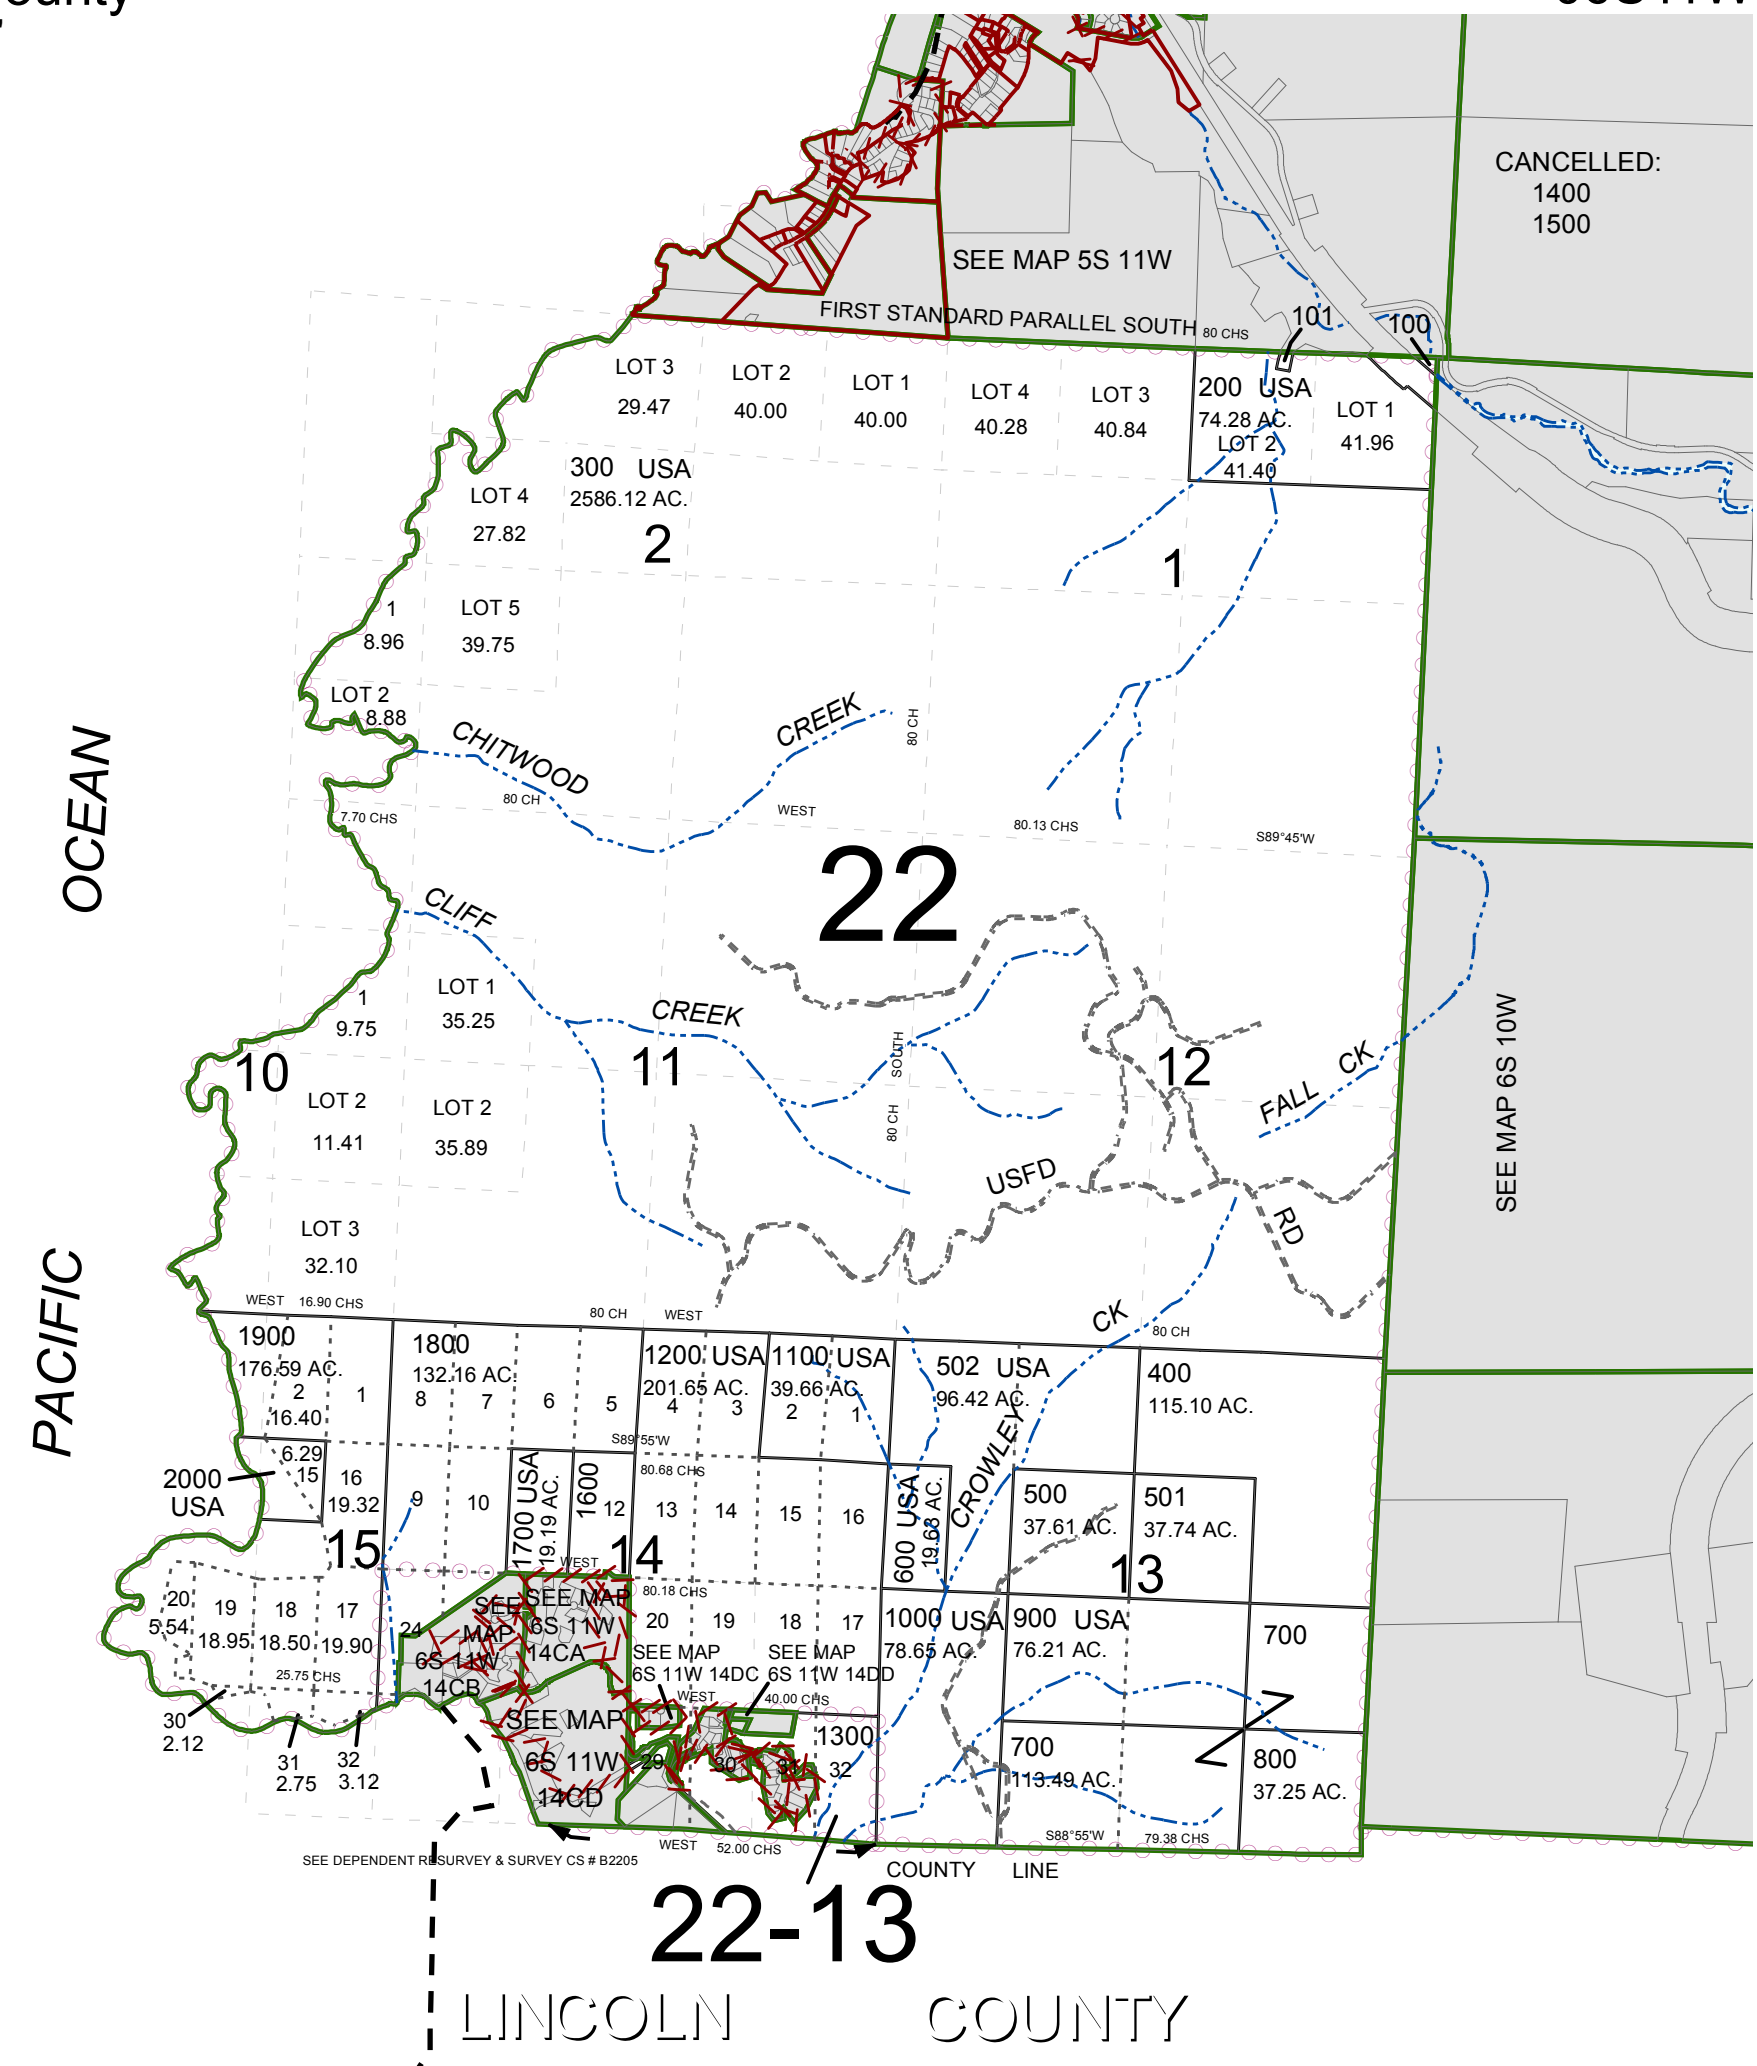 ounty
CANCELLED:
1400
1500
SEE MAP 5S 11W
FIRST STANDARD PARALLEL SOUTH
80 CHS
101
100
LOT 3
29.47
LOT 2
40.00
LOT 1
40.00
LOT 4
40.28
LOT 3
40.84
200 USA
74.28 AC.
LOT 2
41.40
LOT 1
41.96
300 USA
2586.12 AC.
LOT 4
27.82
2
1
1
8.96
LOT 5
39.75
LOT 2
8.88
CHITWOOD
CREEK
80 CH
80 CH
7.70 CHS
WEST
80.13 CHS
S89°45'W
OCEAN
22
CLIFF
CREEK
LOT 1
35.25
1
9.75
10
11
12
SOUTH
80 CH
FALL CK
SEE MAP 6S 10W
LOT 2
11.41
LOT 2
35.89
USFD
RD
LOT 3
32.10
PACIFIC
WEST 16.90 CHS
80 CH
WEST
CK
80 CH
1900
176.59 AC.
2
16.40
1
1800
132.16 AC.
8
7
6
5
1200 USA
201.65 AC.
4
3
1100 USA
39.66 AC.
2
1
502 USA
96.42 AC.
400
115.10 AC.
S89°55'W
80.68 CHS
CROWLEY
6.29
15
2000
USA
16
19.32
9
10
1700 USA
19.19 AC.
1600
12
13
14
15
16
600 USA
19.63 AC.
500
37.61 AC.
501
37.74 AC.
15
WEST
14
13
80.18 CHS
20
5.54
19
18.95
18
18.50
17
19.90
25.75 CHS
24
SEE
MAP
6S 11W
14CB
SEE MAP
6S 11W
14CA
20
19
18
17
SEE MAP
6S 11W 14DC
SEE MAP
6S 11W 14DD
WEST
40.00 CHS
1000 USA
78.65 AC.
900 USA
76.21 AC.
700
30
2.12
31
2.75
32
3.12
SEE MAP
6S 11W
14CD
29
30
31
1300
32
700
113.49 AC.
800
37.25 AC.
WEST
52.00 CHS
S88°55'W
79.38 CHS
SEE DEPENDENT RESURVEY & SURVEY CS # B2205
COUNTY LINE
22-13
LINCOLN COUNTY